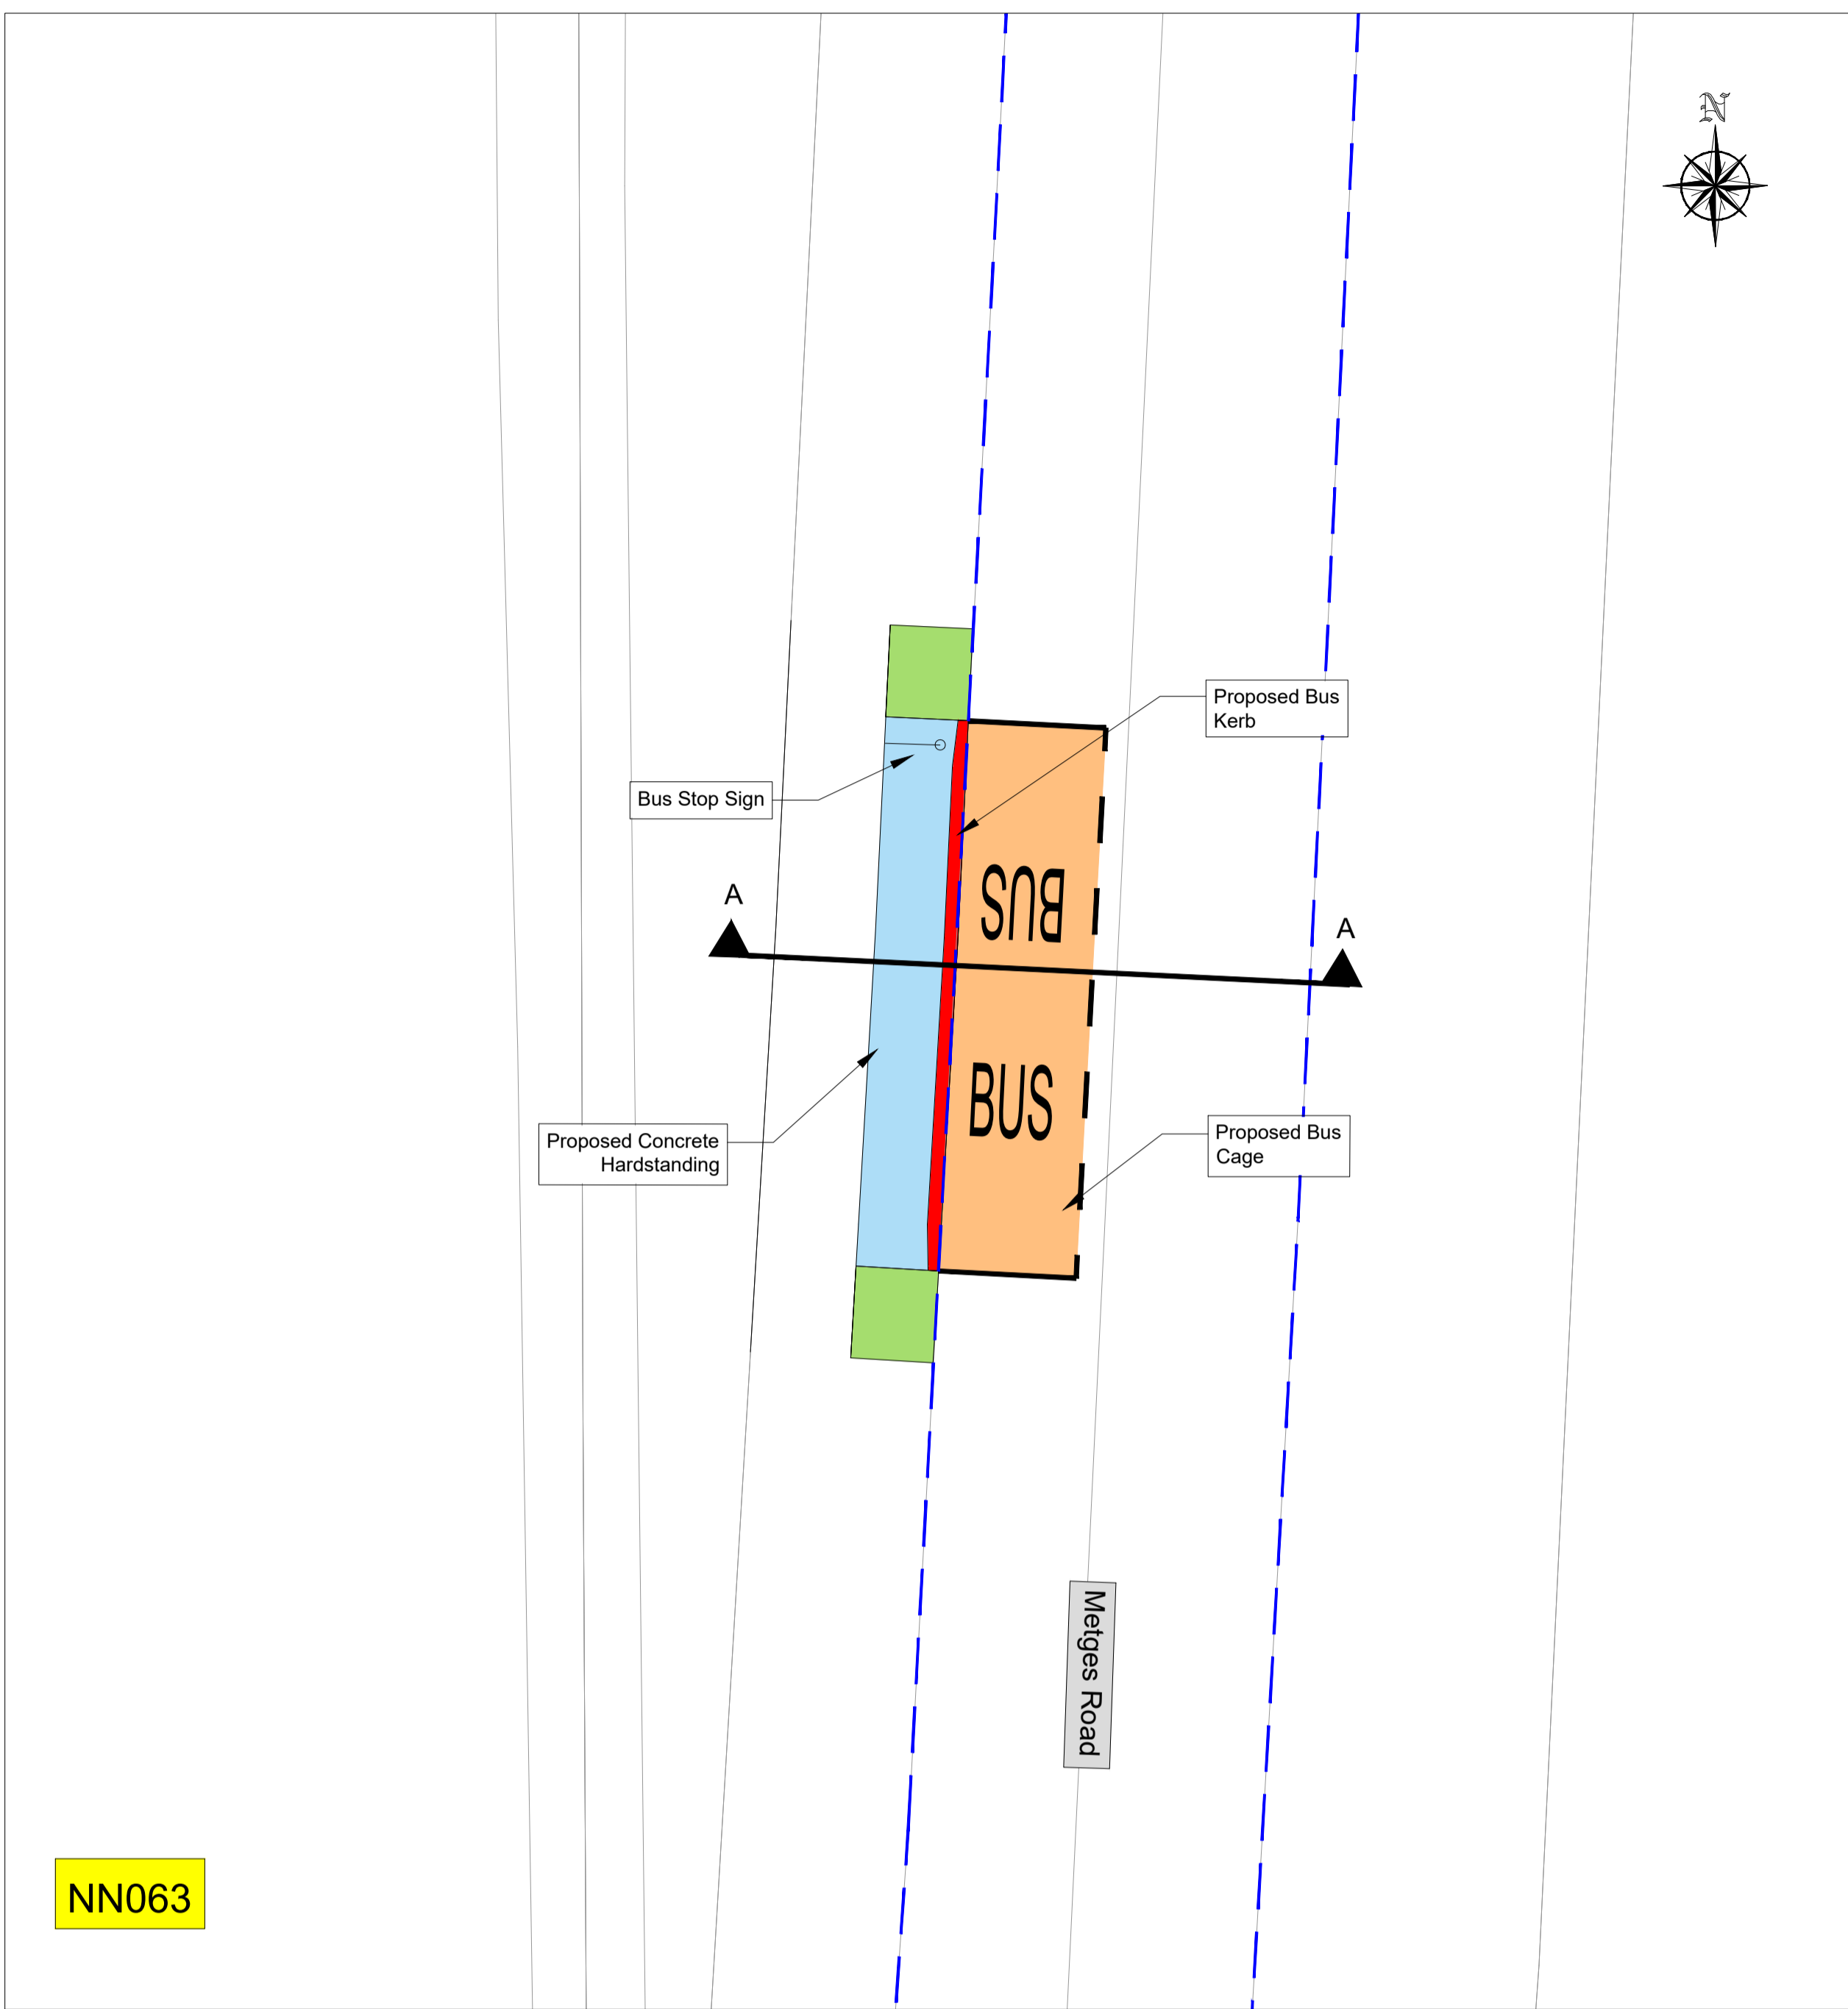 N
Proposed Bus
Kerb
Bus Stop Sign
BUS
A
A
BUS
Proposed Concrete
Hardstanding
Proposed Bus
Cage
Metges Road
NN063